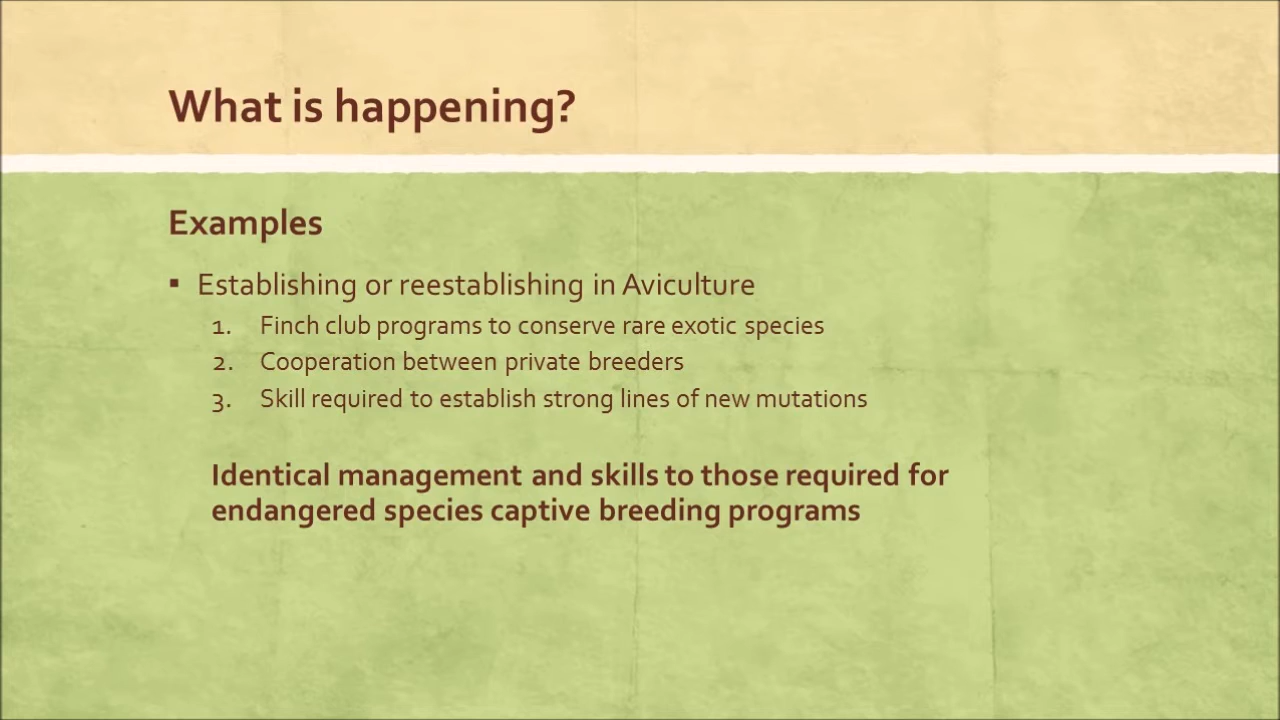 What is happening?
Examples
▪ Establishing or reestablishing in Aviculture
1. Finch club programs to conserve rare exotic species
2. Cooperation between private breeders
3. Skill required to establish strong lines of new mutations
Identical management and skills to those required for
endangered species captive breeding programs